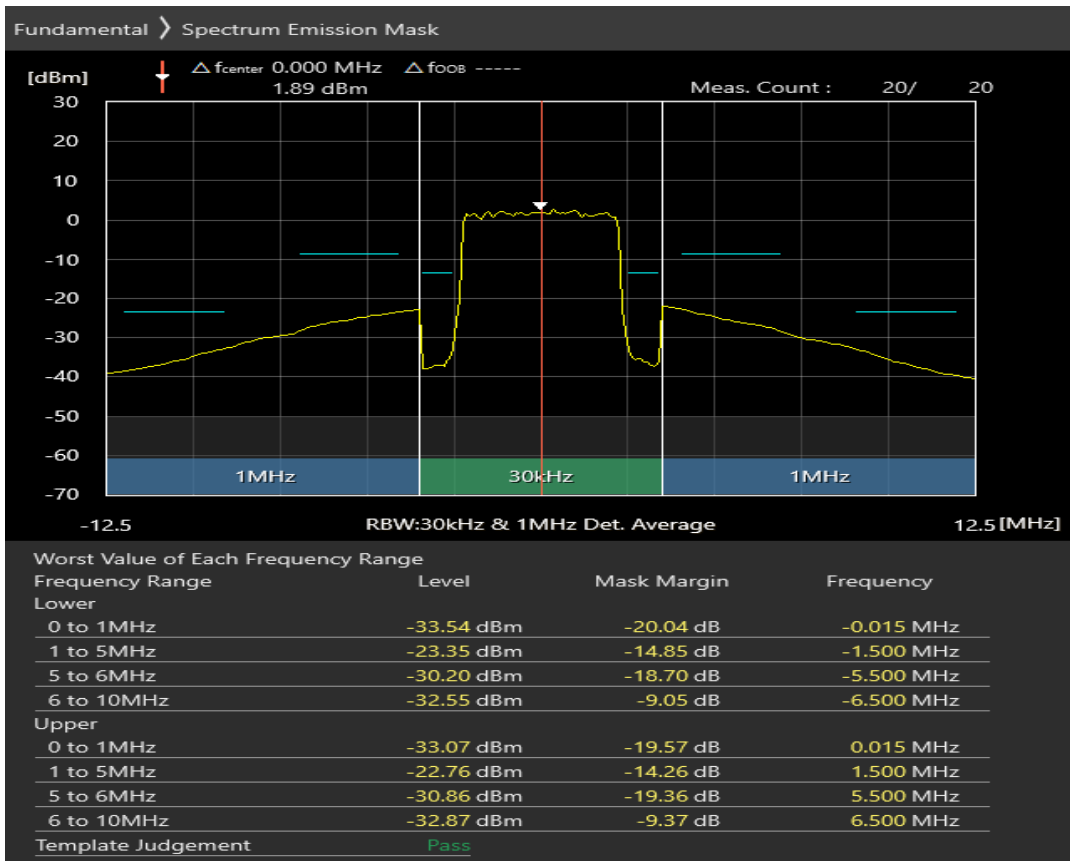 Fundamental ❯ Spectrum Emission Mask
[dBm] △ fcenter 0.000 MHz △ fOOB -----
1.89 dBm Meas. Count : 20/ 20
30
20
10
0
-10
-20
-30
-40
-50
-60
1MHz 30kHz 1MHz
-70
-12.5 RBW:30kHz & 1MHz Det. Average 12.5 [MHz]
Worst Value of Each Frequency Range
Frequency Range Level Mask Margin Frequency
Lower
0 to 1MHz -33.54 dBm -20.04 dB -0.015 MHz
1 to 5MHz -23.35 dBm -14.85 dB -1.500 MHz
5 to 6MHz -30.20 dBm -18.70 dB -5.500 MHz
6 to 10MHz -32.55 dBm -9.05 dB -6.500 MHz
Upper
0 to 1MHz -33.07 dBm -19.57 dB 0.015 MHz
1 to 5MHz -22.76 dBm -14.26 dB 1.500 MHz
5 to 6MHz -30.86 dBm -19.36 dB 5.500 MHz
6 to 10MHz -32.87 dBm -9.37 dB 6.500 MHz
Template Judgement Pass